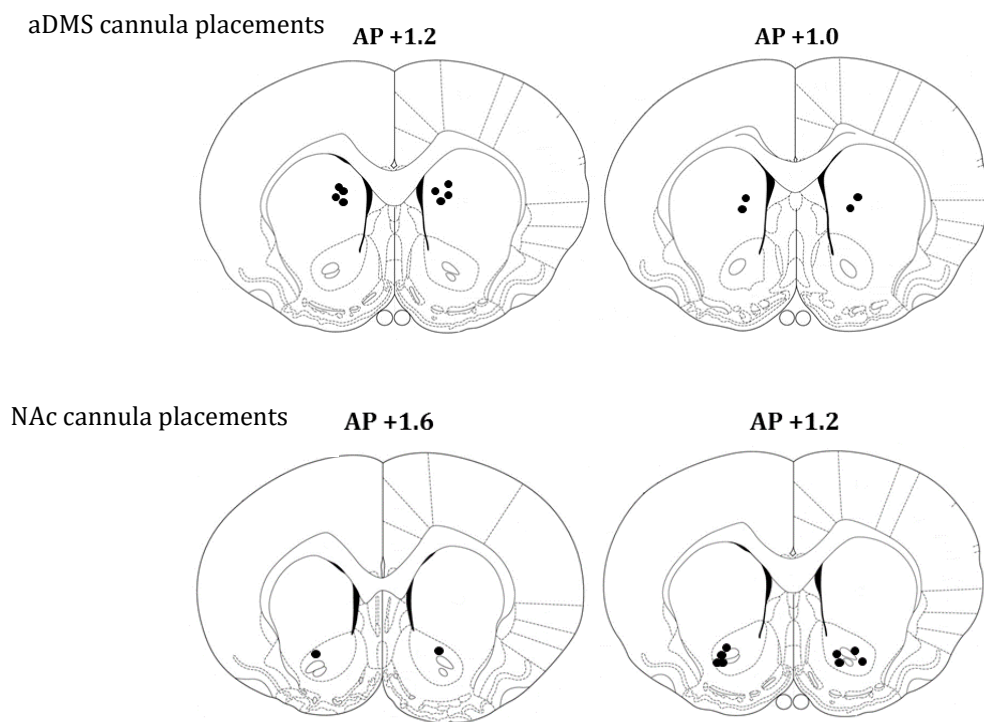 aDMS cannula placements
AP +1.2
AP +1.0
NAc cannula placements
AP +1.6
AP +1.2